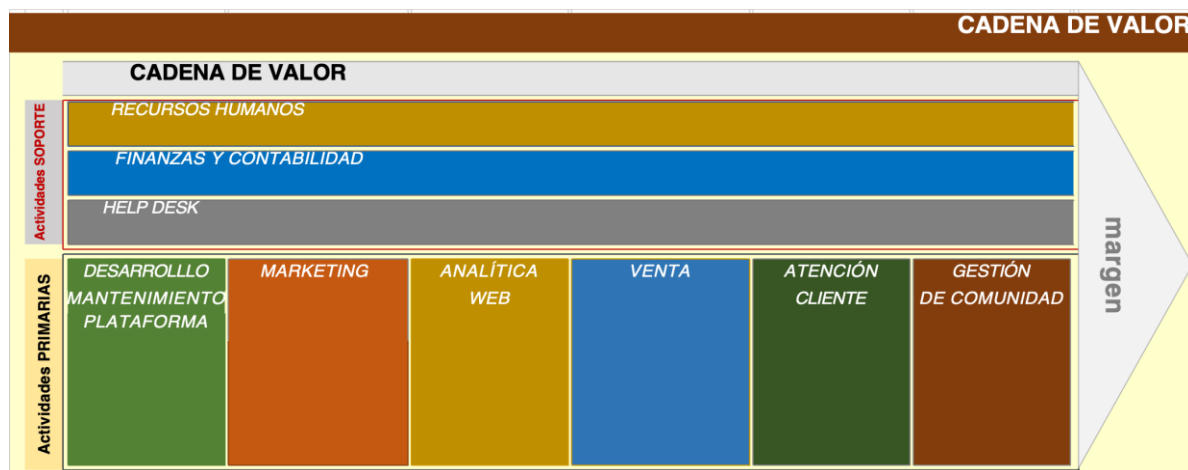 CADENA DE VALOR
CADENA DE VALOR
Actividades SOPORTE
RECURSOS HUMANOS
FINANZAS Y CONTABILIDAD
HELP DESK
margen
Actividades PRIMARIAS
DESARROLLLO
MANTENIMIENTO
PLATAFORMA
MARKETING
ANALÍTICA
WEB
VENTA
ATENCIÓN
CLIENTE
GESTIÓN
DE COMUNIDAD